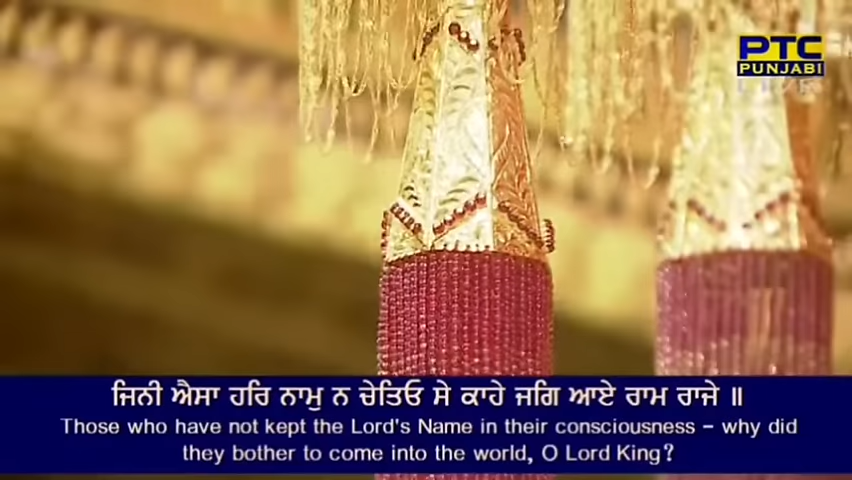 PTC
PUNJABI
LIVE
ਜਿਨੀ ਐਸਾ ਹਰਿ ਨਾਮੁ ਨ ਚੇਤਿਓ ਸੇ ਕਾਹੇ ਜਗਿ ਆਏ ਰਾਮ ਰਾਜੇ ॥
Those who have not kept the Lord's Name in their consciousness – why did
they bother to come into the world, O Lord King?